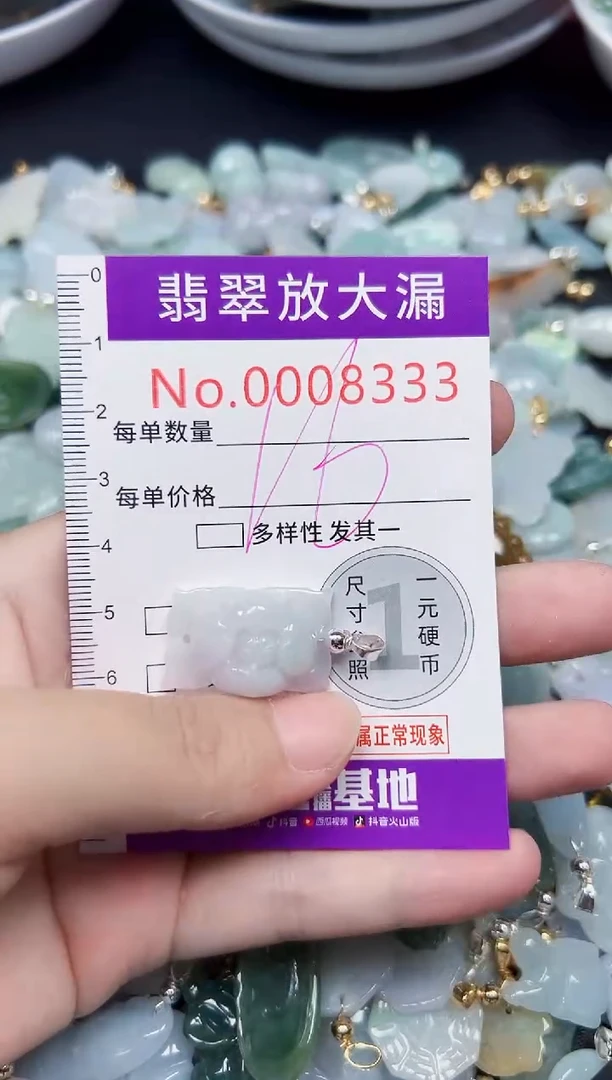 0
翡翠放大漏
1
No.0008333
2
每单数量
3
每单价格
4
多样性 发其一
5
尺寸
照
一元硬币
1
6
属正常现象
播基地
抖音 西瓜视频 抖音火山版